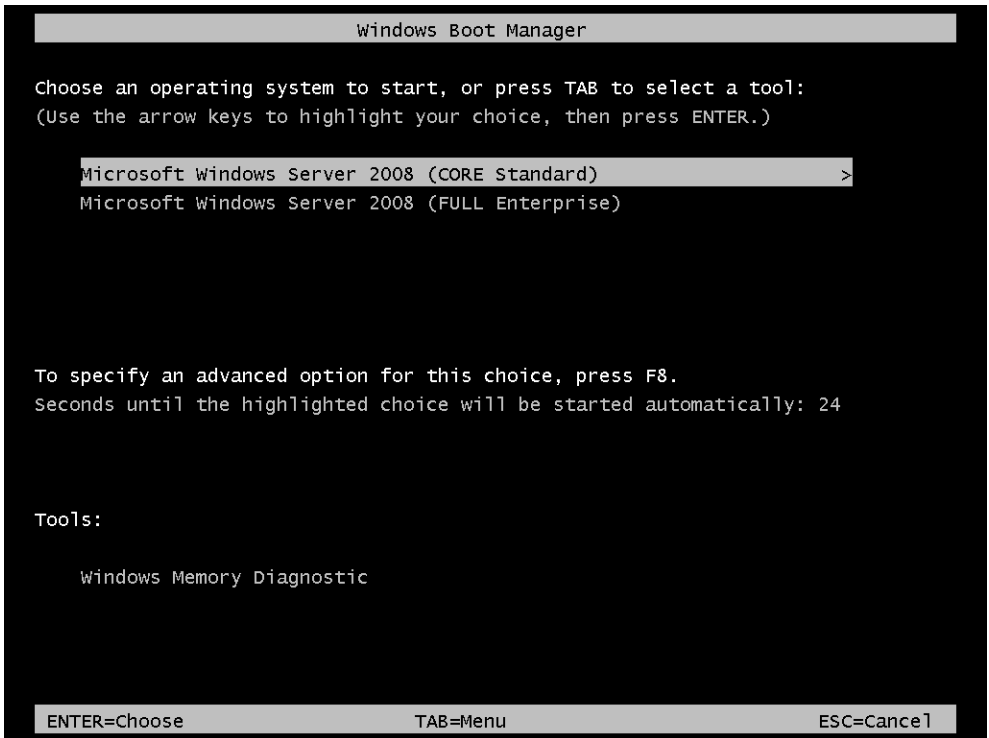 Windows Boot Manager
Choose an operating system to start, or press TAB to select a tool:
(Use the arrow keys to highlight your choice, then press ENTER.)
Microsoft Windows Server 2008 (CORE Standard) >
Microsoft Windows Server 2008 (FULL Enterprise)
To specify an advanced option for this choice, press F8.
Seconds until the highlighted choice will be started automatically: 24
Tools:
Windows Memory Diagnostic
ENTER=Choose TAB=Menu ESC=Cancel